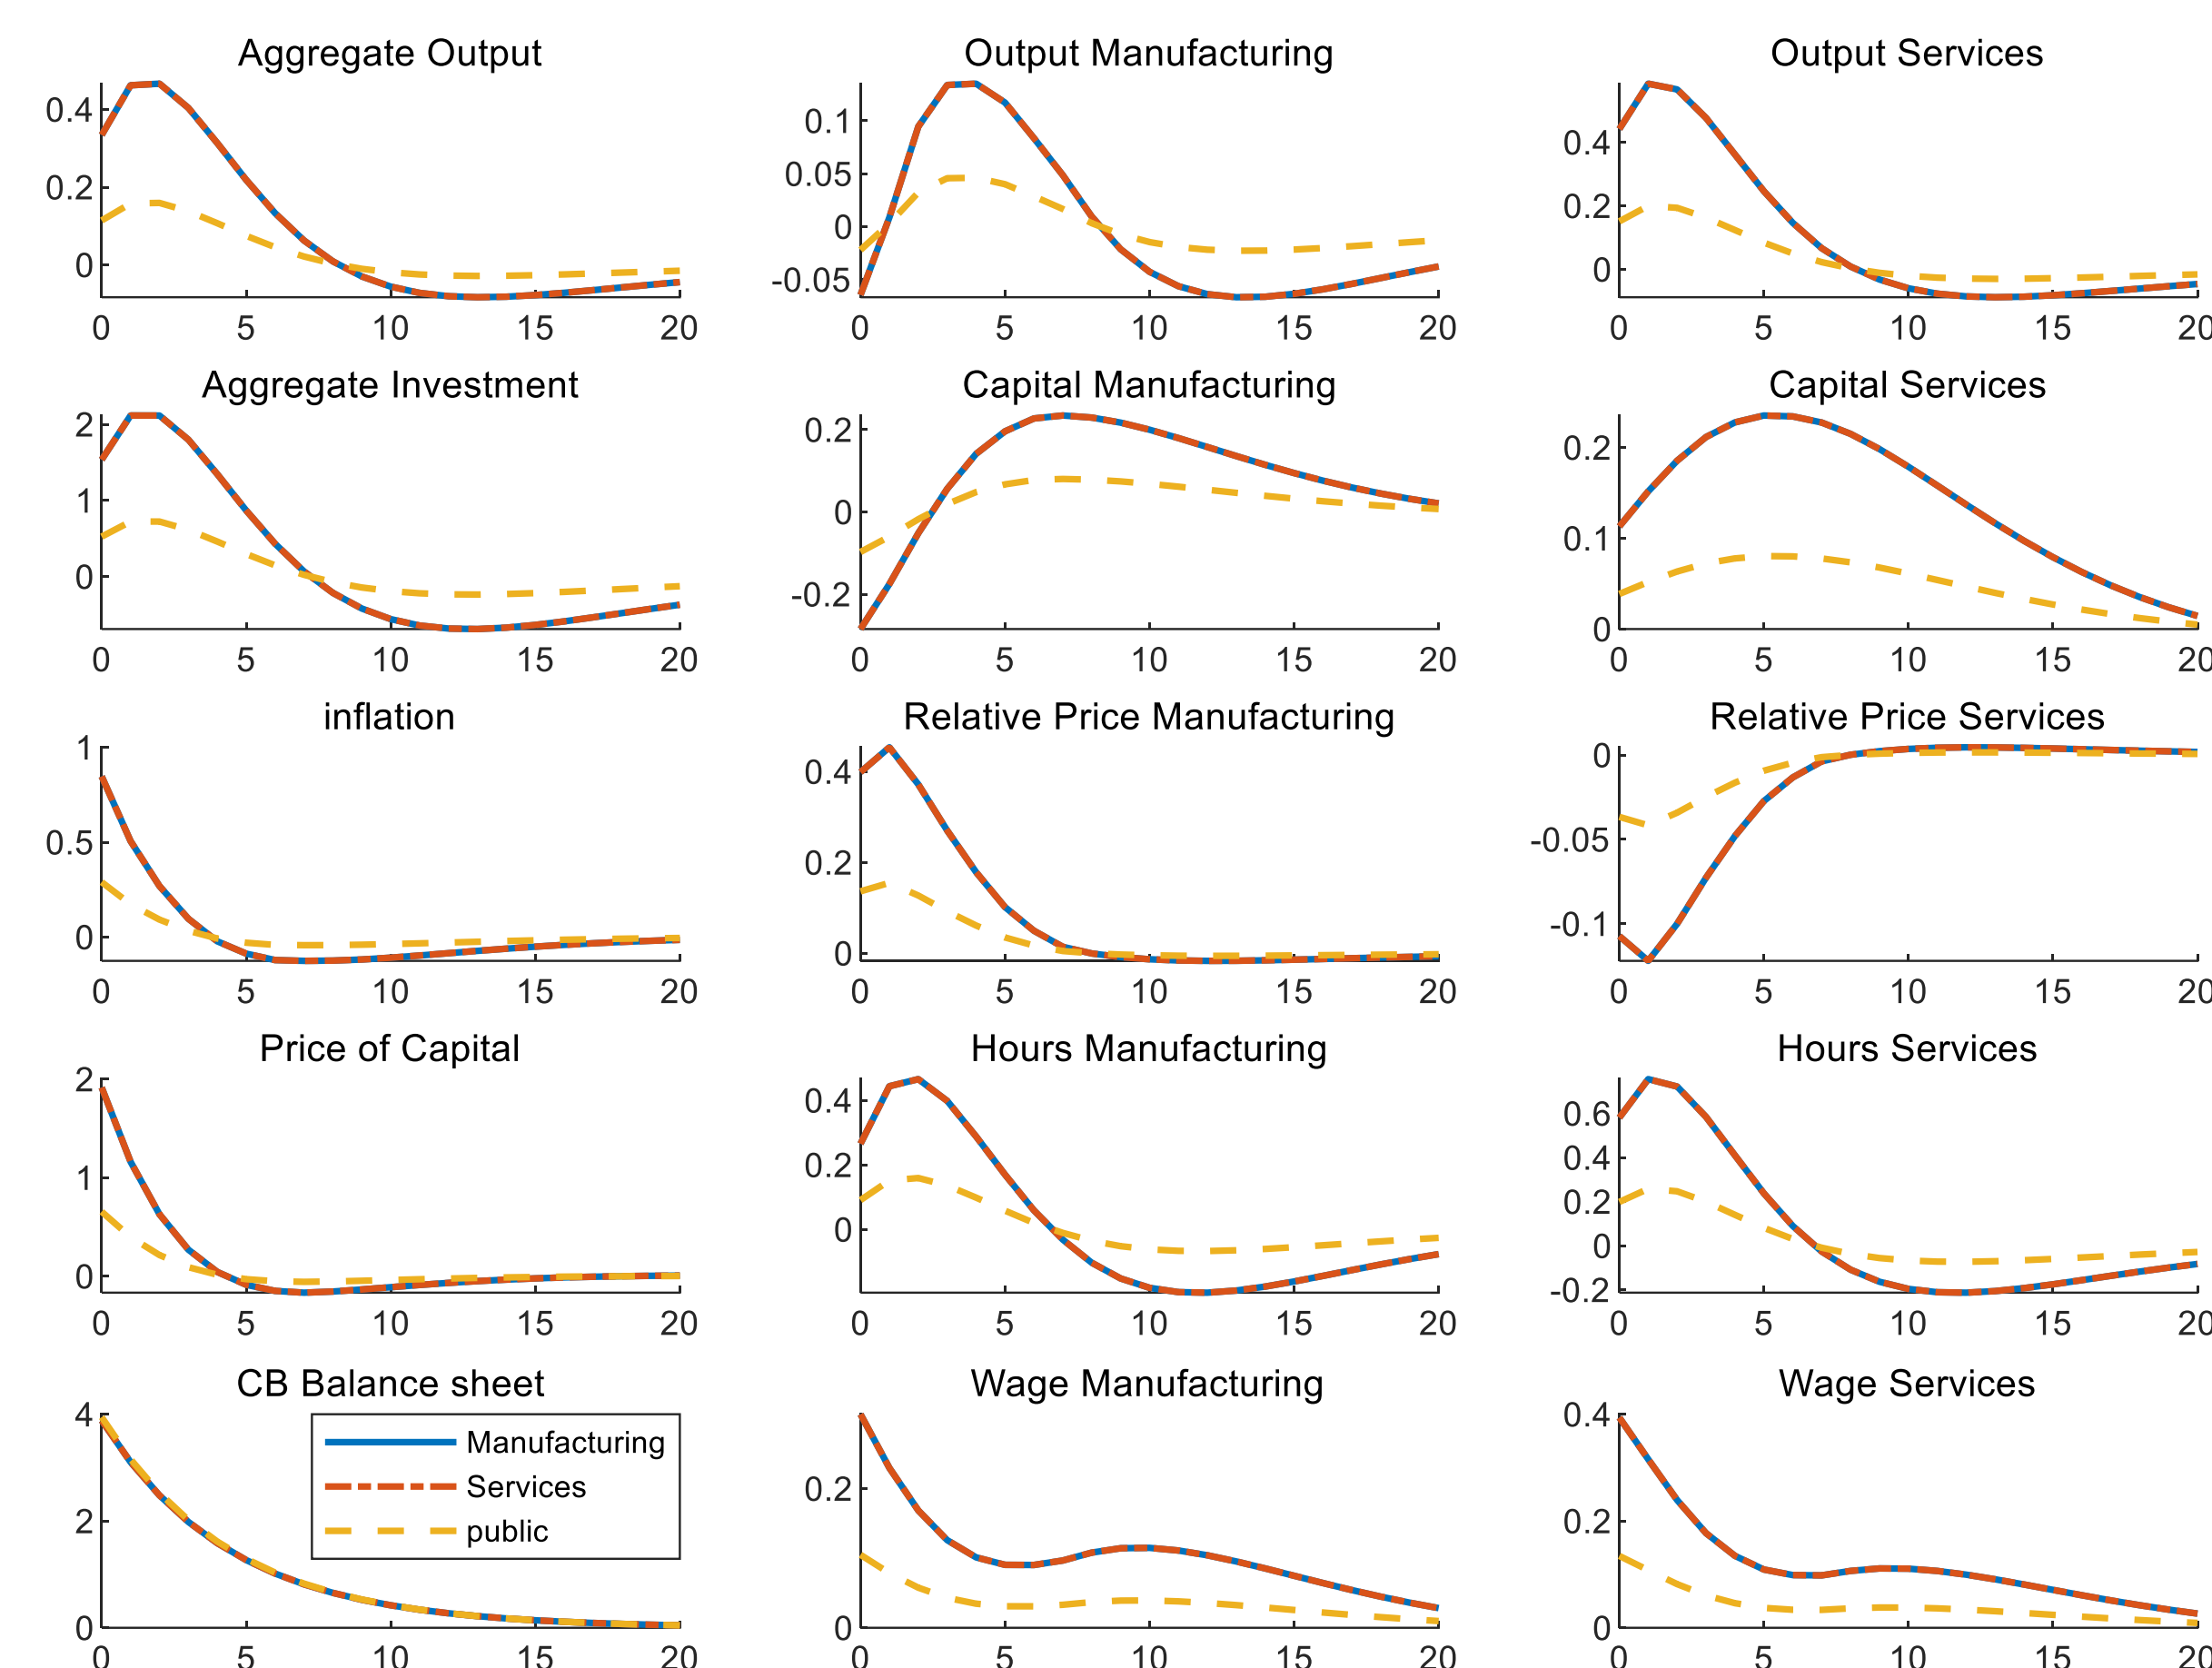 Aggregate Output
Output Manufacturing
Output Services
0.4
0.2
0
0 5 10 15 20
0.1
0.05
0
-0.05
0 5 10 15 20
0.4
0.2
0
0 5 10 15 20
Aggregate Investment
Capital Manufacturing
Capital Services
2
1
0
0 5 10 15 20
0.2
0
-0.2
0 5 10 15 20
0.2
0.1
0
0 5 10 15 20
inflation
Relative Price Manufacturing
Relative Price Services
1
0.5
0
0 5 10 15 20
0.4
0.2
0
0 5 10 15 20
0
-0.05
-0.1
0 5 10 15 20
Price of Capital
Hours Manufacturing
Hours Services
2
1
0
0 5 10 15 20
0.4
0.2
0
0 5 10 15 20
0.6
0.4
0.2
0
-0.2
0 5 10 15 20
CB Balance sheet
Wage Manufacturing
Wage Services
4
2
0
Manufacturing
Services
public
0 5 10 15 20
0.2
0
0 5 10 15 20
0.4
0.2
0
0 5 10 15 20